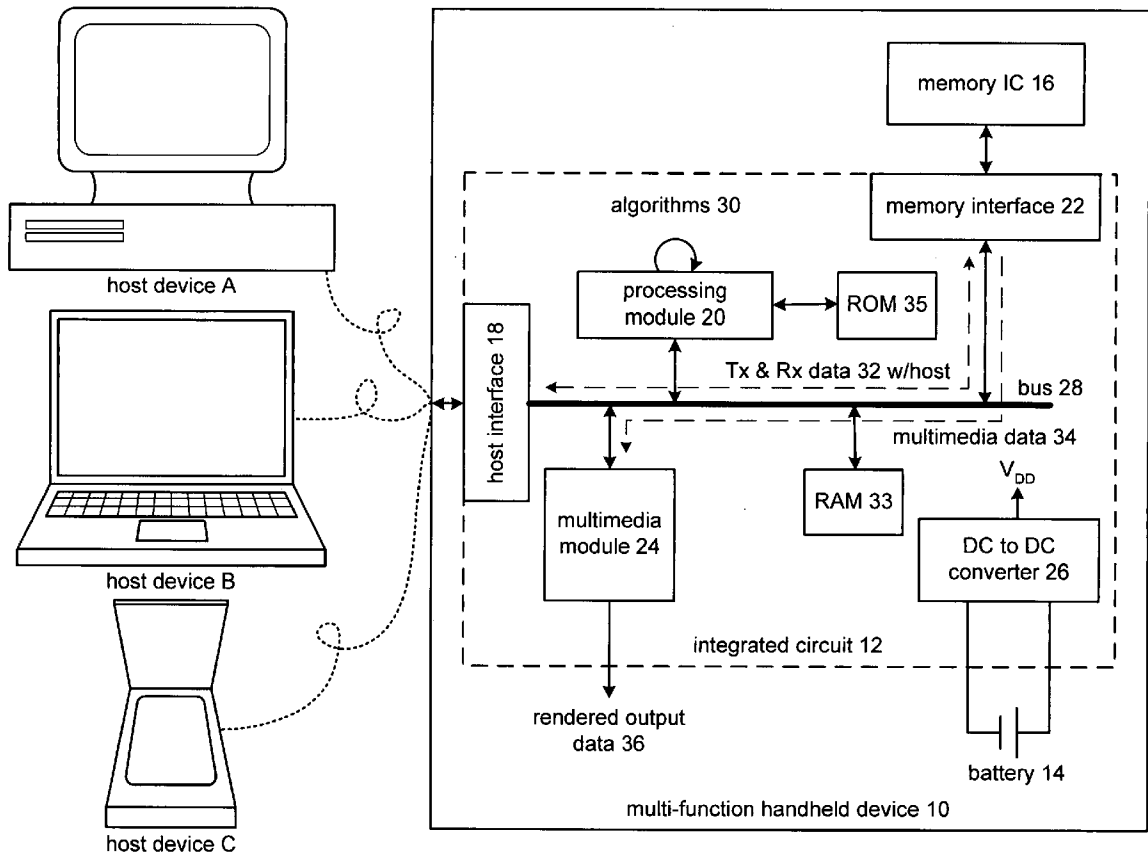 host device A
host device B
host device C
memory IC 16
memory interface 22
algorithms 30
processing
module 20
ROM 35
host interface 18
Tx & Rx data 32 w/host
bus 28
multimedia data 34
multimedia
module 24
RAM 33
VDD
DC to DC
converter 26
integrated circuit 12
rendered output
data 36
battery 14
multi-function handheld device 10